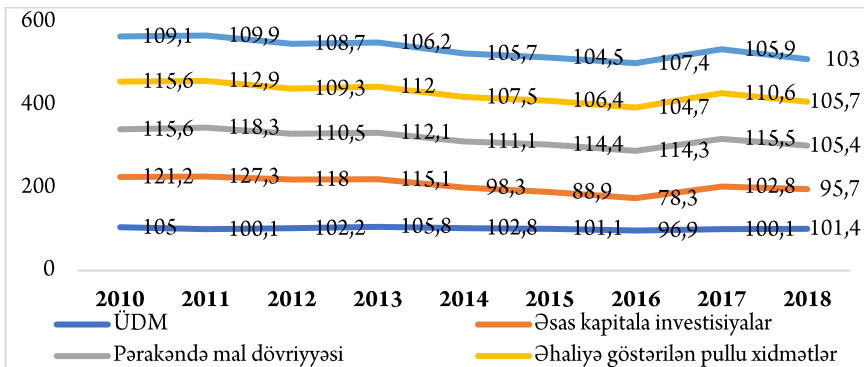 600
109,1 109,9 108,7 106,2 105,7 104,5 107,4 105,9 103
400
115,6 112,9 109,3 112 107,5 106,4 104,7 110,6 105,7
115,6 118,3 110,5 112,1 111,1 114,4 114,3 115,5 105,4
200
121,2 127,3 118 115,1 98,3 88,9 78,3 102,8 95,7
105 100,1 102,2 105,8 102,8 101,1 96,9 100,1 101,4
0
2010 2011 2012 2013 2014 2015 2016 2017 2018
ÜDM Əsas kapitala investisiyalar
Pərakəndə mal dövriyyəsi Əhaliyə göstərilən pullu xidmətlər